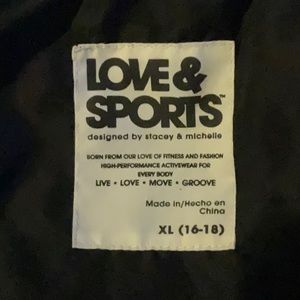 LOVE &
SPORTS™
designed by stacey & michelle
BORN FROM OUR LOVE OF FITNESS AND FASHION
HIGH-PERFORMANCE ACTIVEWEAR FOR
EVERY BODY
LIVE • LOVE • MOVE • GROOVE
Made in/Hecho en
China
XL (16-18)